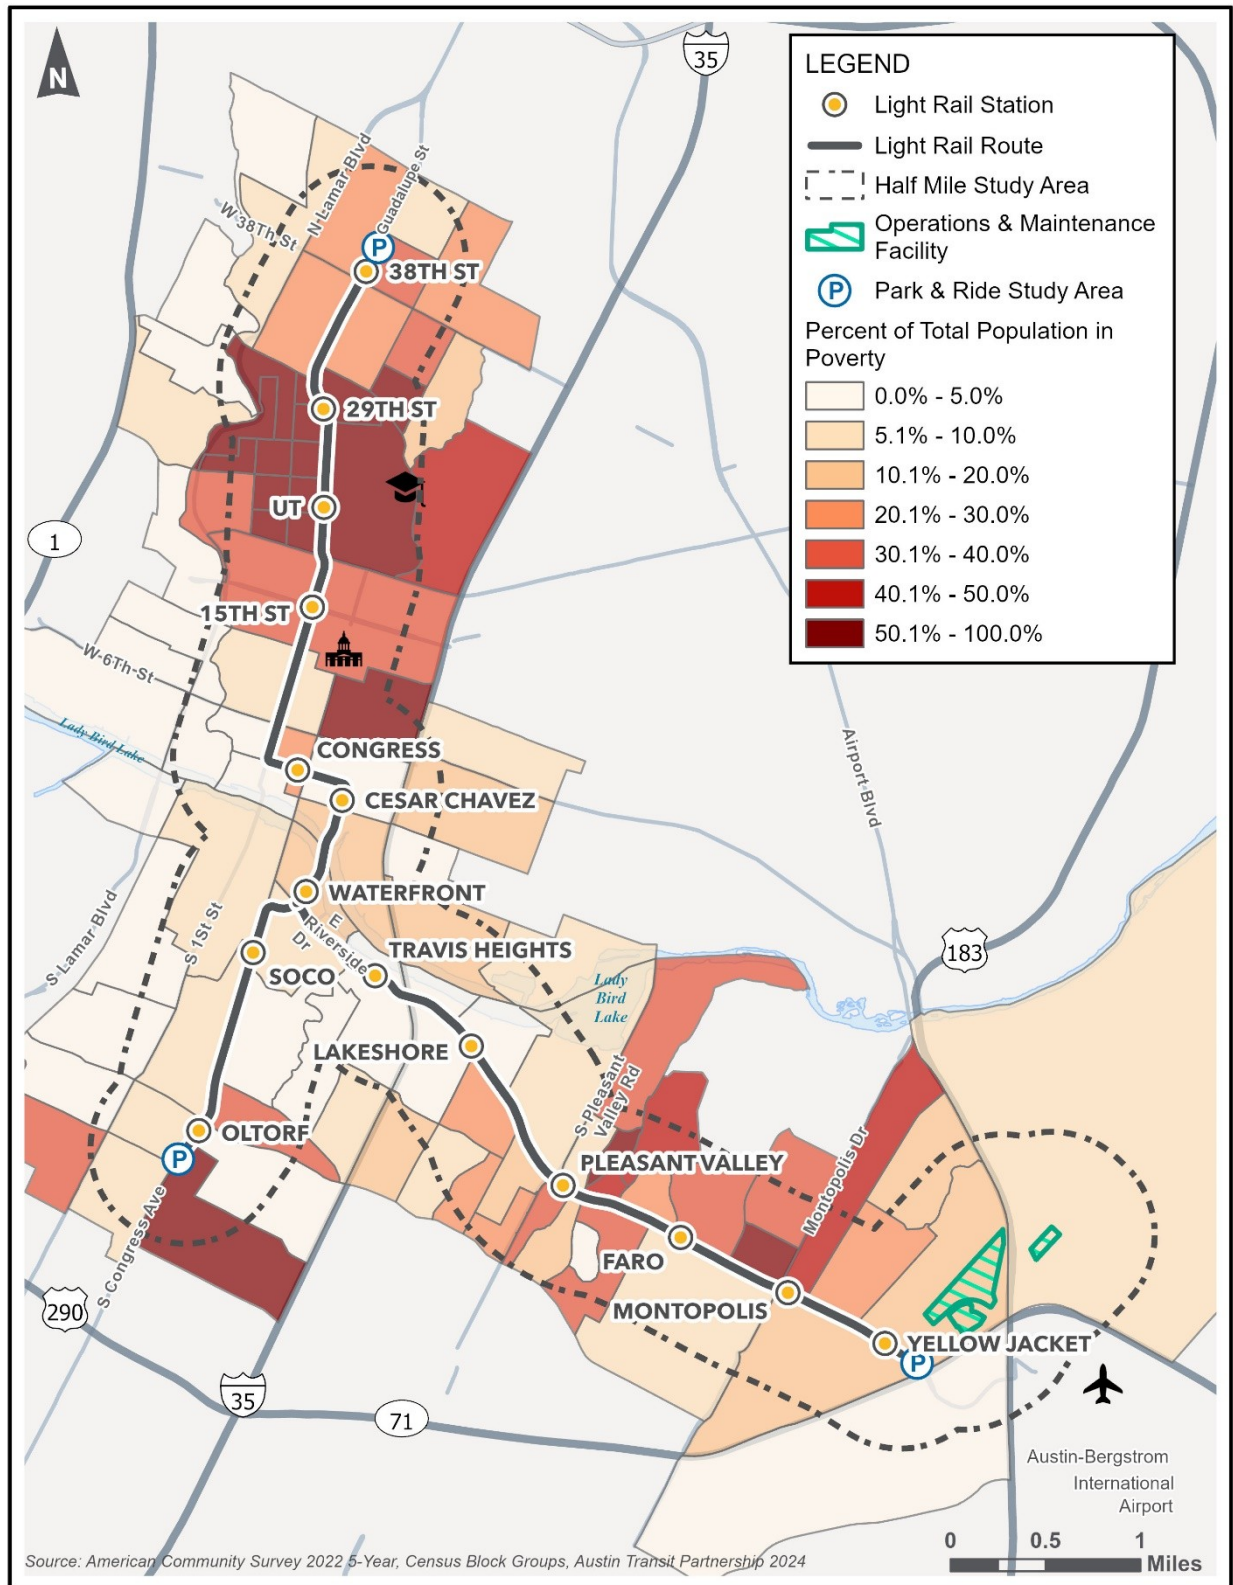 N
35
LEGEND
Light Rail Station
Light Rail Route
Half Mile Study Area
Operations & Maintenance
Facility
P
Park & Ride Study Area
Percent of Total Population in
Poverty
0.0% - 5.0%
5.1% - 10.0%
10.1% - 20.0%
20.1% - 30.0%
30.1% - 40.0%
40.1% - 50.0%
50.1% - 100.0%
N Lamar Blvd
Guadalupe St
W 38Th St
P
38TH ST
29TH ST
UT
1
15TH ST
W 6Th St
Lady Bird Lake
CONGRESS
CESAR CHAVEZ
Airport Blvd
WATERFRONT
E
Riverside
Dr
S Lamar Blvd
S 1St St
TRAVIS HEIGHTS
SOCO
183
Lady
Bird
Lake
LAKESHORE
S Pleasant
Valley Rd
OLTORF
P
PLEASANT VALLEY
Montopolis Dr
S Congress Ave
FARO
MONTOPOLIS
290
YELLOW JACKET
P
35
71
Austin-Bergstrom
International
Airport
0 0.5 1
Miles
Source: American Community Survey 2022 5-Year, Census Block Groups, Austin Transit Partnership 2024